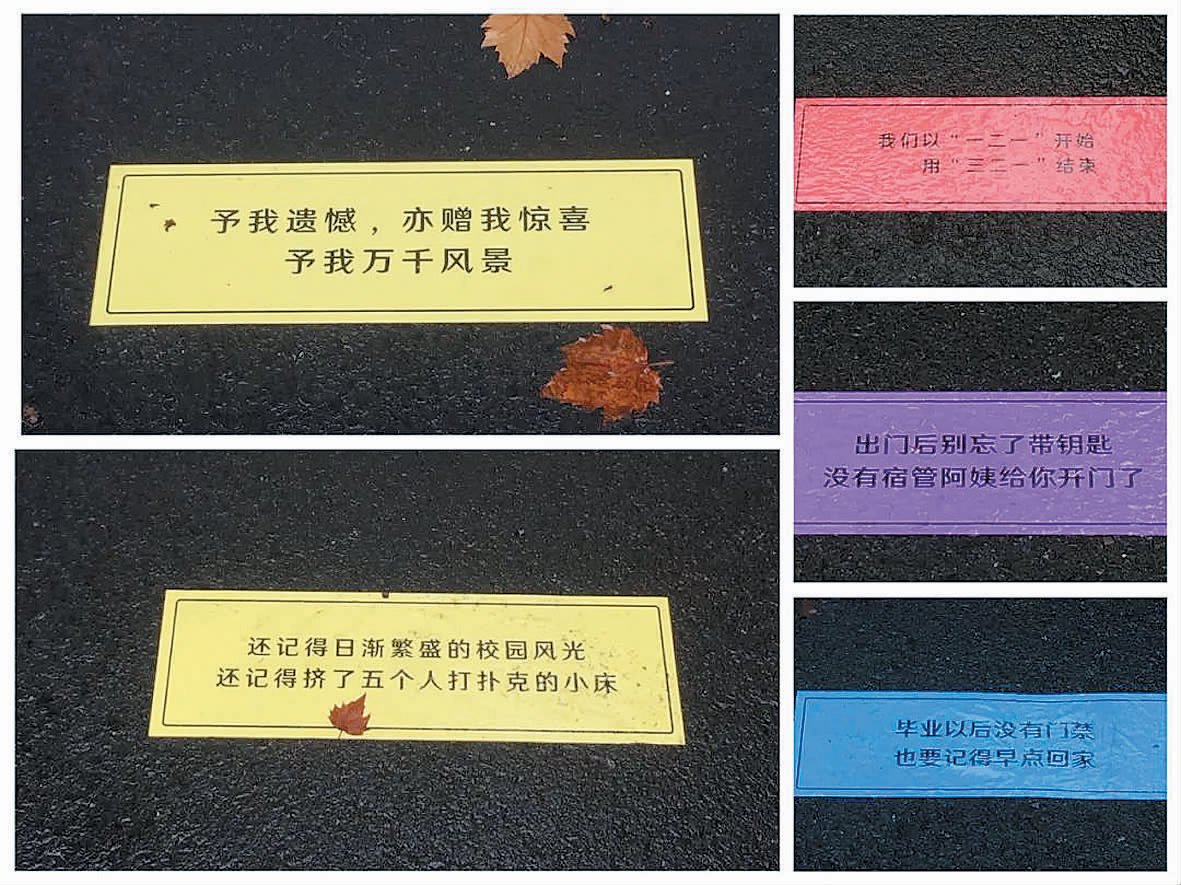 予我遗憾，亦赠我惊喜
予我万千风景
还记得日渐繁盛的校园风光
还记得挤了五个人打扑克的小床
我们以“一二一”开始
用“三二一”结束
出门后别忘了带钥匙
没有宿管阿姨给你开门了
毕业以后没有门禁
也要记得早点回家